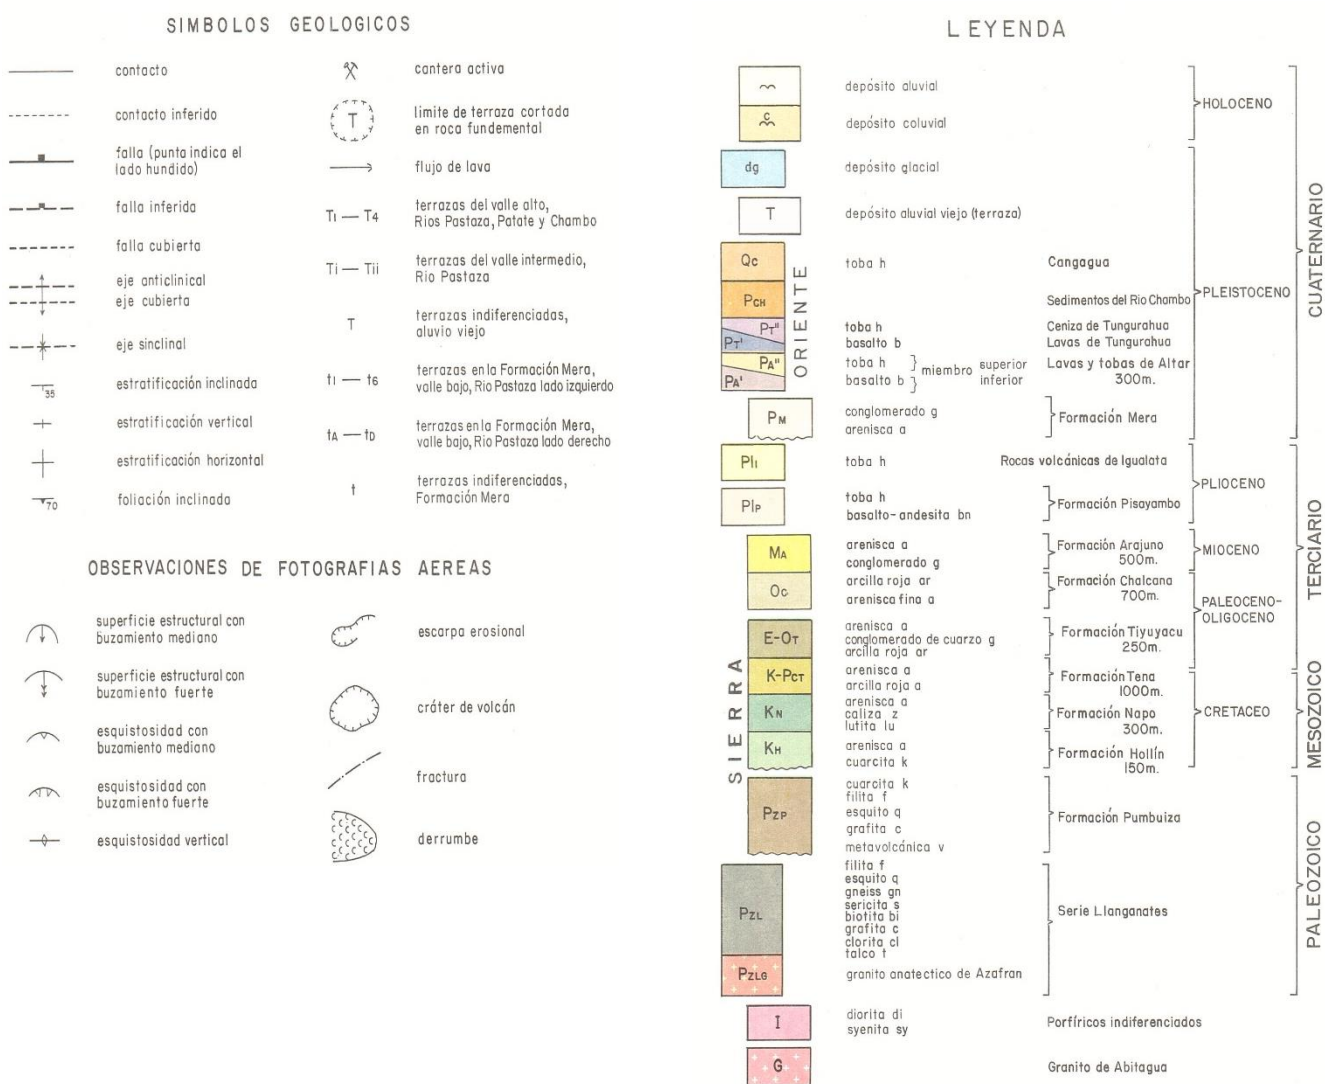 SIMBOLOS GEOLOGICOS
contacto
contacto inferido
falla (punta indica el
lado hundido)
falla inferida
falla cubierta
eje anticlinical
eje cubierta
eje sinclinal
35
estratificación inclinada
estratificación vertical
estratificación horizontal
70
foliación inclinada
cantera activa
T
limite de terraza cortada
en roca fundemental
flujo de lava
T1 — T4
terrazas del valle alto,
Rios Pastaza, Patate y Chambo
Ti — Tii
terrazas del valle intermedio,
Rio Pastaza
T
terrazas indiferenciadas,
aluvio viejo
t1 — t6
terrazas en la Formación Mera,
valle bajo, Rio Pastaza lado izquierdo
tA — tD
terrazas en la Formación Mera,
valle bajo, Rio Pastaza lado derecho
t
terrazas indiferenciadas,
Formación Mera
OBSERVACIONES DE FOTOGRAFIAS AEREAS
superficie estructural con
buzamiento mediano
superficie estructural con
buzamiento fuerte
esquistosidad con
buzamiento mediano
esquistosidad con
buzamiento fuerte
esquistosidad vertical
escarpa erosional
cráter de volcán
fractura
derrumbe
LEYENDA
depósito aluvial
C
depósito coluvial
HOLOCENO
dg
depósito glacial
T
depósito aluvial viejo (terraza)
Qc
toba h
Cangagua
PCH
Sedimentos del Rio Chambo
PT"
toba h
Ceniza de Tungurahua
PT'
basalto b
Lavas de Tungurahua
PA"
toba h
miembro superior
Lavas y tobas de Altar
PA'
basalto b
inferior
300m.
ORIENTE
PLEISTOCENO
PM
conglomerado g
arenisca a
Formación Mera
CUATERNARIO
PlI
toba h
Rocas volcánicas de Igualata
PlP
toba h
basalto-andesita bn
Formación Pisayambo
PLIOCENO
MA
arenisca a
conglomerado g
Formación Arajuno
500m.
MIOCENO
Oc
arcilla roja ar
arenisca fina a
Formación Chalcana
700m.
PALEOCENO-
OLIGOCENO
E-OT
arenisca a
conglomerado de cuarzo g
arcilla roja ar
Formación Tiyuyacu
250m.
TERCIARIO
K-PCT
arenisca a
arcilla roja a
Formación Tena
1000m.
KN
arenisca a
caliza z
lutita lu
Formación Napo
300m.
CRETACEO
KH
arenisca a
cuarcita k
Formación Hollín
150m.
MESOZOICO
SIERRA
PZP
cuarcita k
filita f
esquito q
grafita c
metavolcánica v
Formación Pumbuiza
PZL
filita f
esquito q
gneiss gn
sericita s
biotita bi
grafita c
clorita cl
talco t
Serie Llanganates
PZLG
granito anatectico de Azafran
PALEOZOICO
I
diorita di
syenita sy
Porfíricos indiferenciados
G
Granito de Abitagua